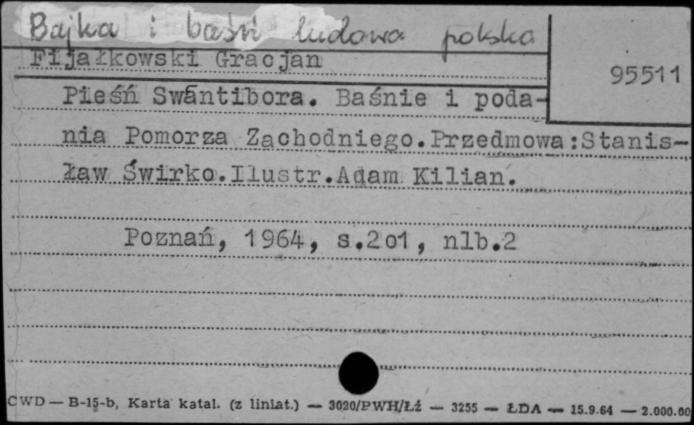 Bajka i baśń ludowa polska
Fijałkowski Gracjan
95511
Pieśń Swantibora. Baśnie i poda-
nia Pomorza Zachodniego.Przedmowa:Stanis-
ław Świrko.Ilustr.Adam Kilian.
Poznań, 1964, s.2o1, nlb.2
CWD — B-15-b, Karta katal. (z liniat.) — 3020/PWH/Łź — 3255 — ŁDA — 15.9.64 — 2.000.00